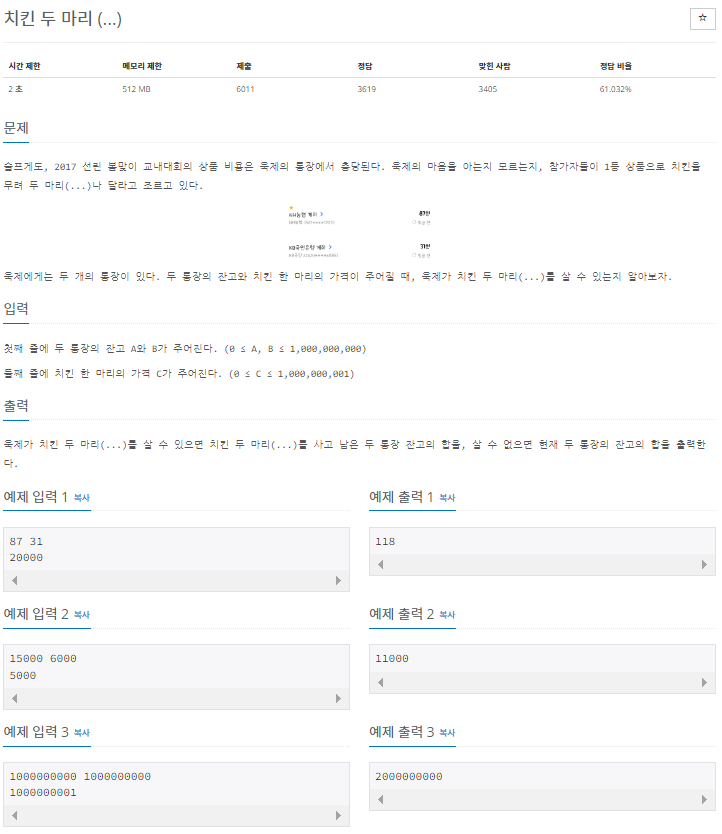 치킨 두 마리 (...)
☆
시간 제한 메모리 제한 제출 정답 맞힌 사람 정답 비율
2 초 512 MB 6011 3619 3405 61.032%
문제
슬프게도, 2017 선린 봄맞이 교내대회의 상품 비용은 욱제의 통장에서 충당된다. 욱제의 마음을 아는지 모르는지, 참가자들이 1등 상품으로 치킨을
무려 두 마리(...)나 달라고 조르고 있다.
NH농협 계좌 87원
KB국민은행 계좌 31원
욱제에게는 두 개의 통장이 있다. 두 통장의 잔고와 치킨 한 마리의 가격이 주어질 때, 욱제가 치킨 두 마리(...)를 살 수 있는지 알아보자.
입력
첫째 줄에 두 통장의 잔고 A와 B가 주어진다. (0 ≤ A, B ≤ 1,000,000,000)
둘째 줄에 치킨 한 마리의 가격 C가 주어진다. (0 ≤ C ≤ 1,000,000,001)
출력
욱제가 치킨 두 마리(...)를 살 수 있으면 치킨 두 마리(...)를 사고 남은 두 통장 잔고의 합을, 살 수 없으면 현재 두 통장의 잔고의 합을 출력한
다.
예제 입력 1 복사
87 31
20000
예제 출력 1 복사
118
예제 입력 2 복사
15000 6000
5000
예제 출력 2 복사
11000
예제 입력 3 복사
1000000000 1000000000
1000000001
예제 출력 3 복사
2000000000